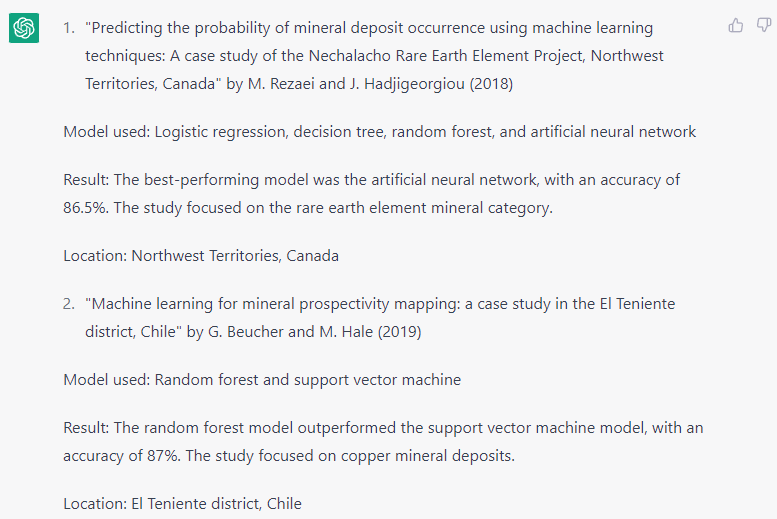 1. "Predicting the probability of mineral deposit occurrence using machine learning
techniques: A case study of the Nechalacho Rare Earth Element Project, Northwest
Territories, Canada" by M. Rezaei and J. Hadjigeorgiou (2018)
Model used: Logistic regression, decision tree, random forest, and artificial neural network
Result: The best-performing model was the artificial neural network, with an accuracy of
86.5%. The study focused on the rare earth element mineral category.
Location: Northwest Territories, Canada
2. "Machine learning for mineral prospectivity mapping: a case study in the El Teniente
district, Chile" by G. Beucher and M. Hale (2019)
Model used: Random forest and support vector machine
Result: The random forest model outperformed the support vector machine model, with an
accuracy of 87%. The study focused on copper mineral deposits.
Location: El Teniente district, Chile